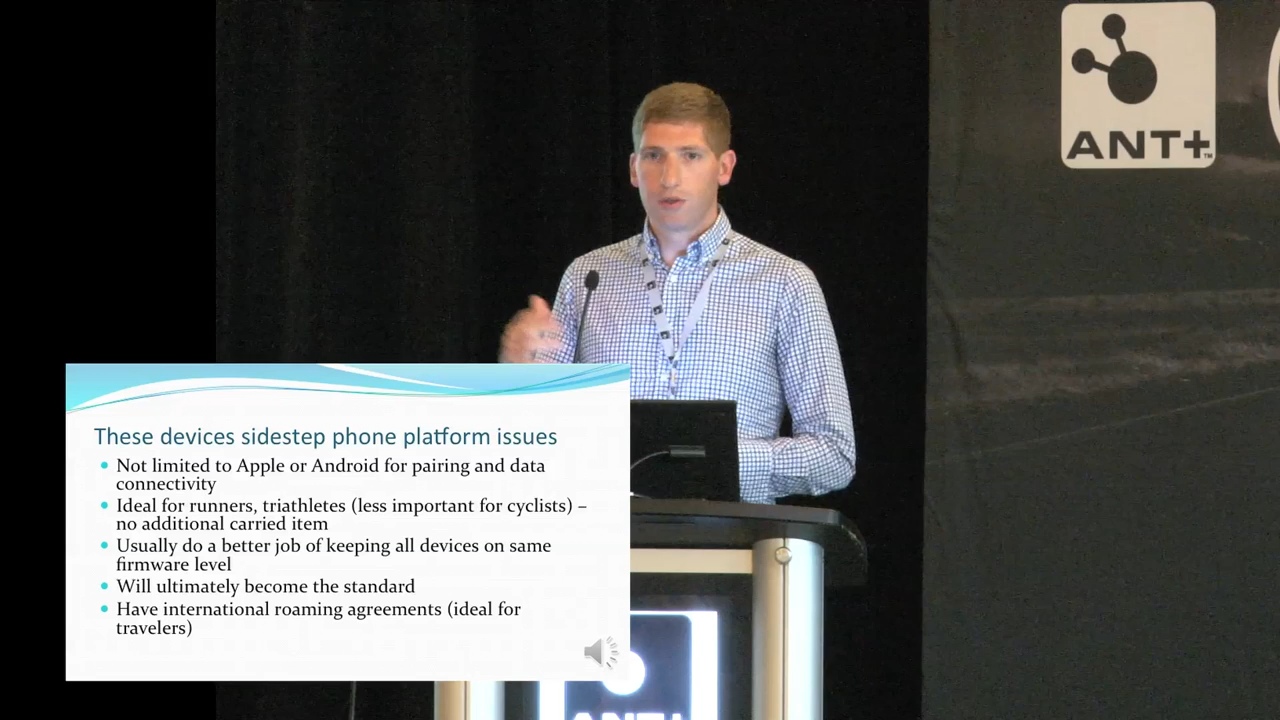 ANT+™
These devices sidestep phone platform issues
Not limited to Apple or Android for pairing and data
connectivity
Ideal for runners, triathletes (less important for cyclists) –
no additional carried item
Usually do a better job of keeping all devices on same
firmware level
Will ultimately become the standard
Have international roaming agreements (ideal for
travelers)
ANT+